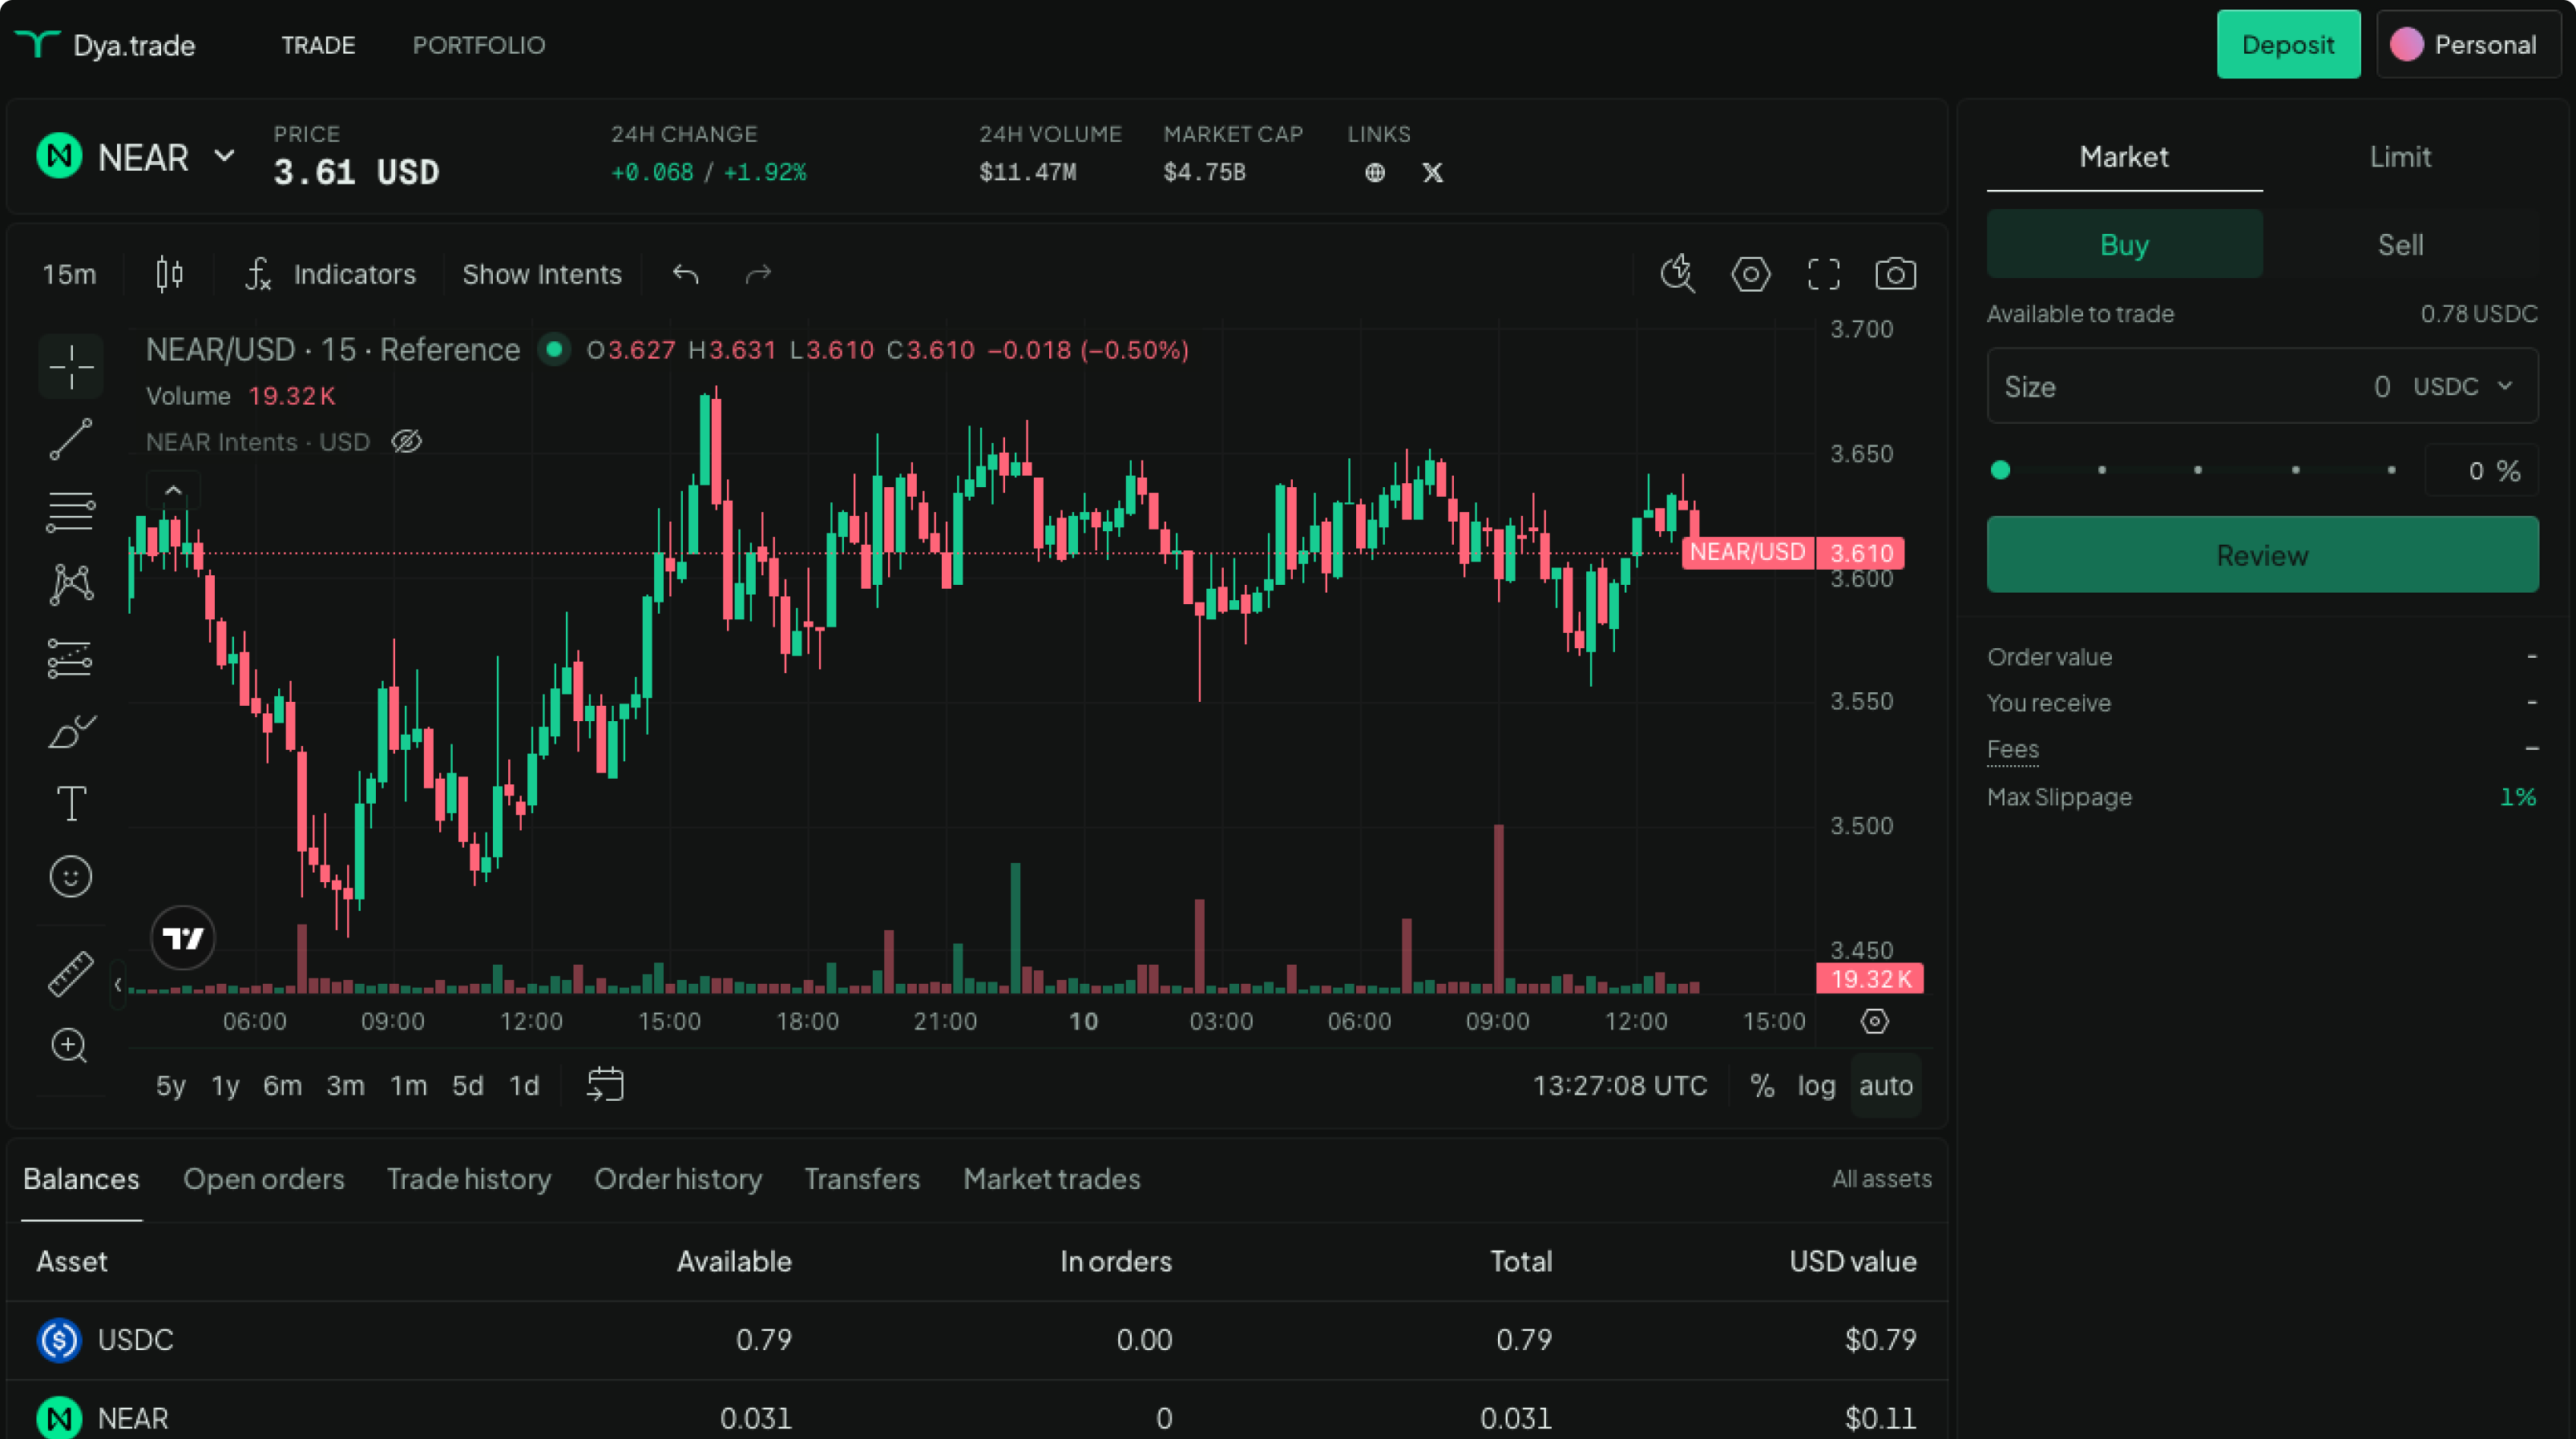 Dya.trade TRADE PORTFOLIO Deposit Personal
NEAR
PRICE
3.61 USD
24H CHANGE
+0.068 / +1.92%
24H VOLUME
$11.47M
MARKET CAP
$4.75B
LINKS
15m Indicators Show Intents
NEAR/USD · 15 · Reference O3.627 H3.631 L3.610 C3.610 −0.018 (−0.50%)
Volume 19.32K
NEAR Intents · USD
3.700
3.650
NEAR/USD 3.610
3.600
3.550
3.500
3.450
19.32K
06:00 09:00 12:00 15:00 18:00 21:00 10 03:00 06:00 09:00 12:00 15:00
5y 1y 6m 3m 1m 5d 1d 13:27:08 UTC % log auto
Market Limit
Buy Sell
Available to trade 0.78 USDC
Size 0 USDC
0 %
Review
Order value -
You receive -
Fees –
Max Slippage 1%
Balances Open orders Trade history Order history Transfers Market trades All assets
Asset Available In orders Total USD value
USDC 0.79 0.00 0.79 $0.79
NEAR 0.031 0 0.031 $0.11